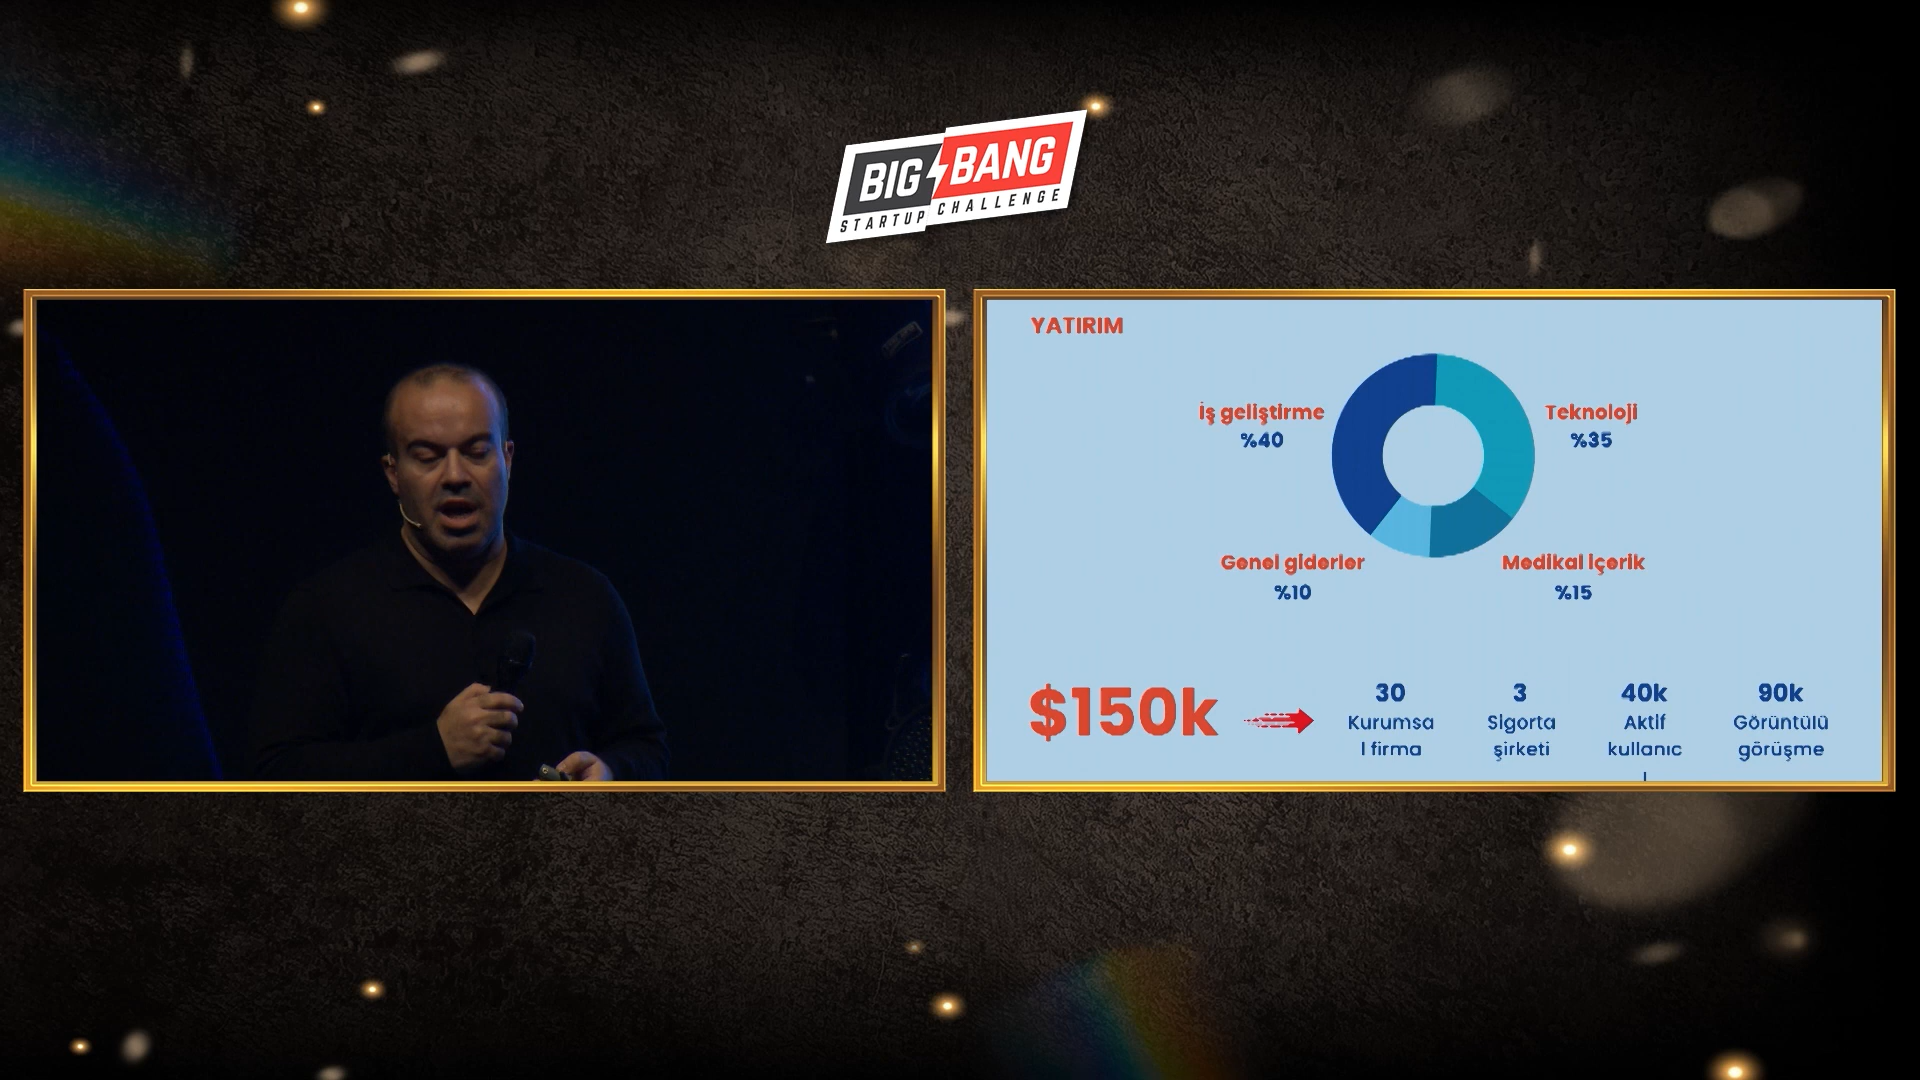 BIG BANG
STARTUP CHALLENGE
YATIRIM
İş geliştirme
%40
Teknoloji
%35
Genel giderler
%10
Medikal İçerik
%15
$150k
30
Kurumsa
l firma
3
Sigorta
şirketi
40k
Aktif
kullanıc
ı
90k
Görüntülü
görüşme